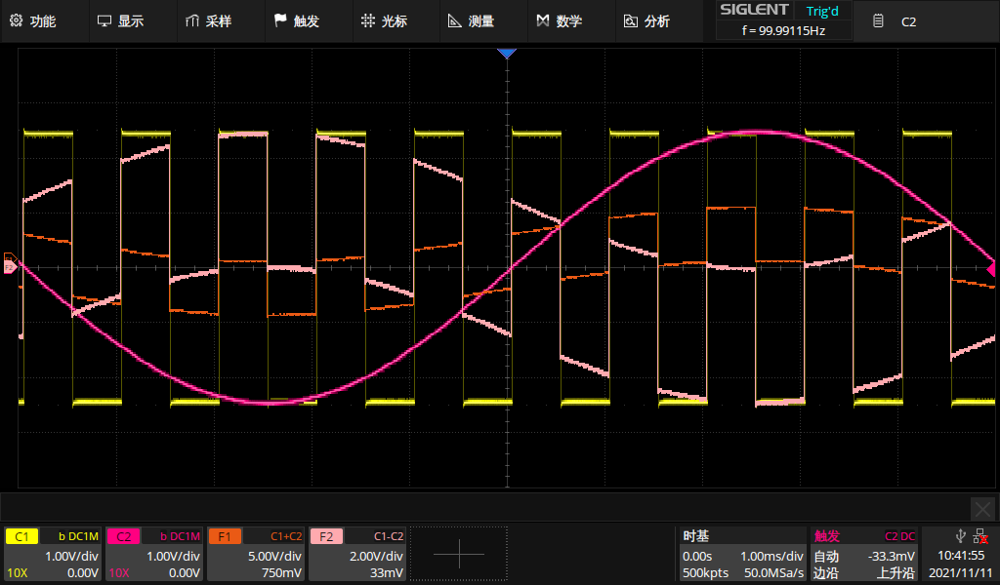 功能 显示 采样 触发 光标 测量 数学 分析 SIGLENT Trig'd C2
f = 99.99115Hz
F2
C1 b DC1M C2 b DC1M F1 C1+C2 F2 C1-C2 时基 触发 C2 DC
1.00V/div 1.00V/div 5.00V/div 2.00V/div 0.00s 1.00ms/div 自动 -33.3mV 10:41:55
10X 0.00V 10X 0.00V 750mV 33mV 500kpts 50.0MSa/s 边沿 上升沿 2021/11/11